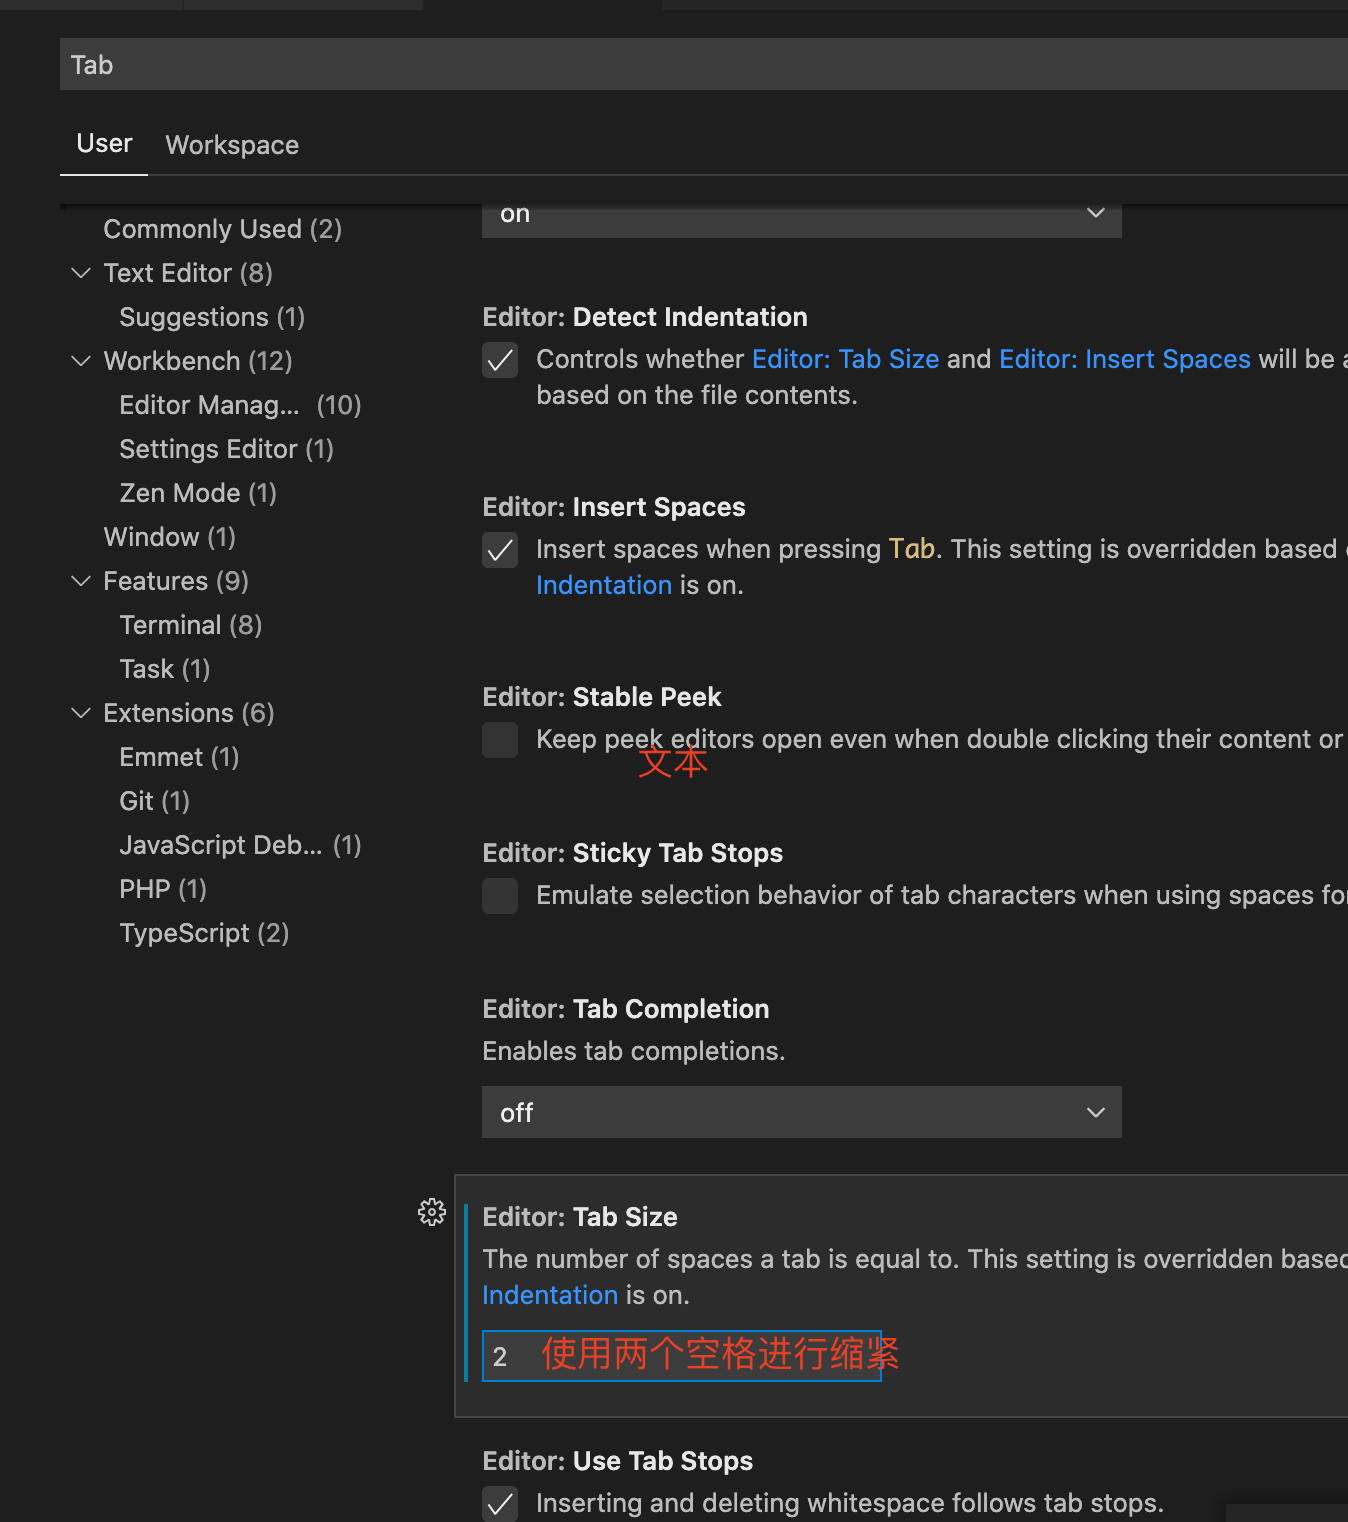 Tab
User
Workspace
Commonly Used (2)
Text Editor (8)
Suggestions (1)
Workbench (12)
Editor Manag... (10)
Settings Editor (1)
Zen Mode (1)
Window (1)
Features (9)
Terminal (8)
Task (1)
Extensions (6)
Emmet (1)
Git (1)
JavaScript Deb... (1)
PHP (1)
TypeScript (2)
on
Editor: Detect Indentation
Controls whether Editor: Tab Size and Editor: Insert Spaces will be
based on the file contents.
Editor: Insert Spaces
Insert spaces when pressing Tab. This setting is overridden based
Indentation is on.
Editor: Stable Peek
Keep peek editors open even when double clicking their content or
文本
Editor: Sticky Tab Stops
Emulate selection behavior of tab characters when using spaces for
Editor: Tab Completion
Enables tab completions.
off
Editor: Tab Size
The number of spaces a tab is equal to. This setting is overridden based
Indentation is on.
2 使用两个空格进行缩紧
Editor: Use Tab Stops
Inserting and deleting whitespace follows tab stops.